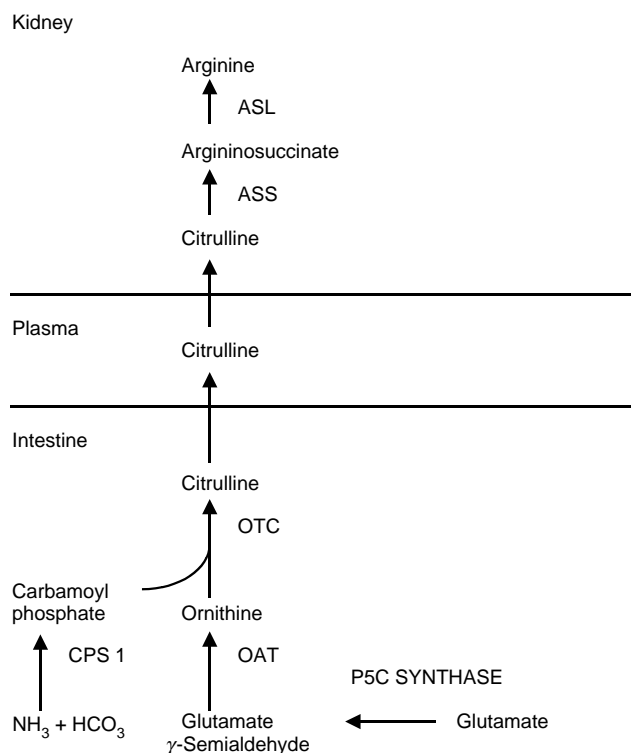 Kidney
Arginine
ASL
Argininosuccinate
ASS
Citrulline
Plasma
Citrulline
Intestine
Citrulline
OTC
Carbamoyl
phosphate
Ornithine
CPS 1
OAT
P5C SYNTHASE
NH₃ + HCO₃
Glutamate
γ-Semialdehyde
Glutamate